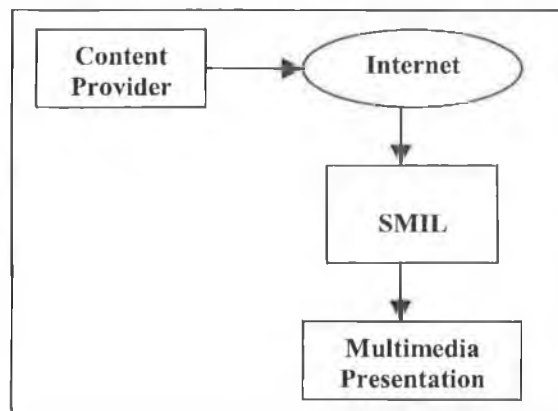 Content
Provider
Internet
SMIL
Multimedia
Presentation